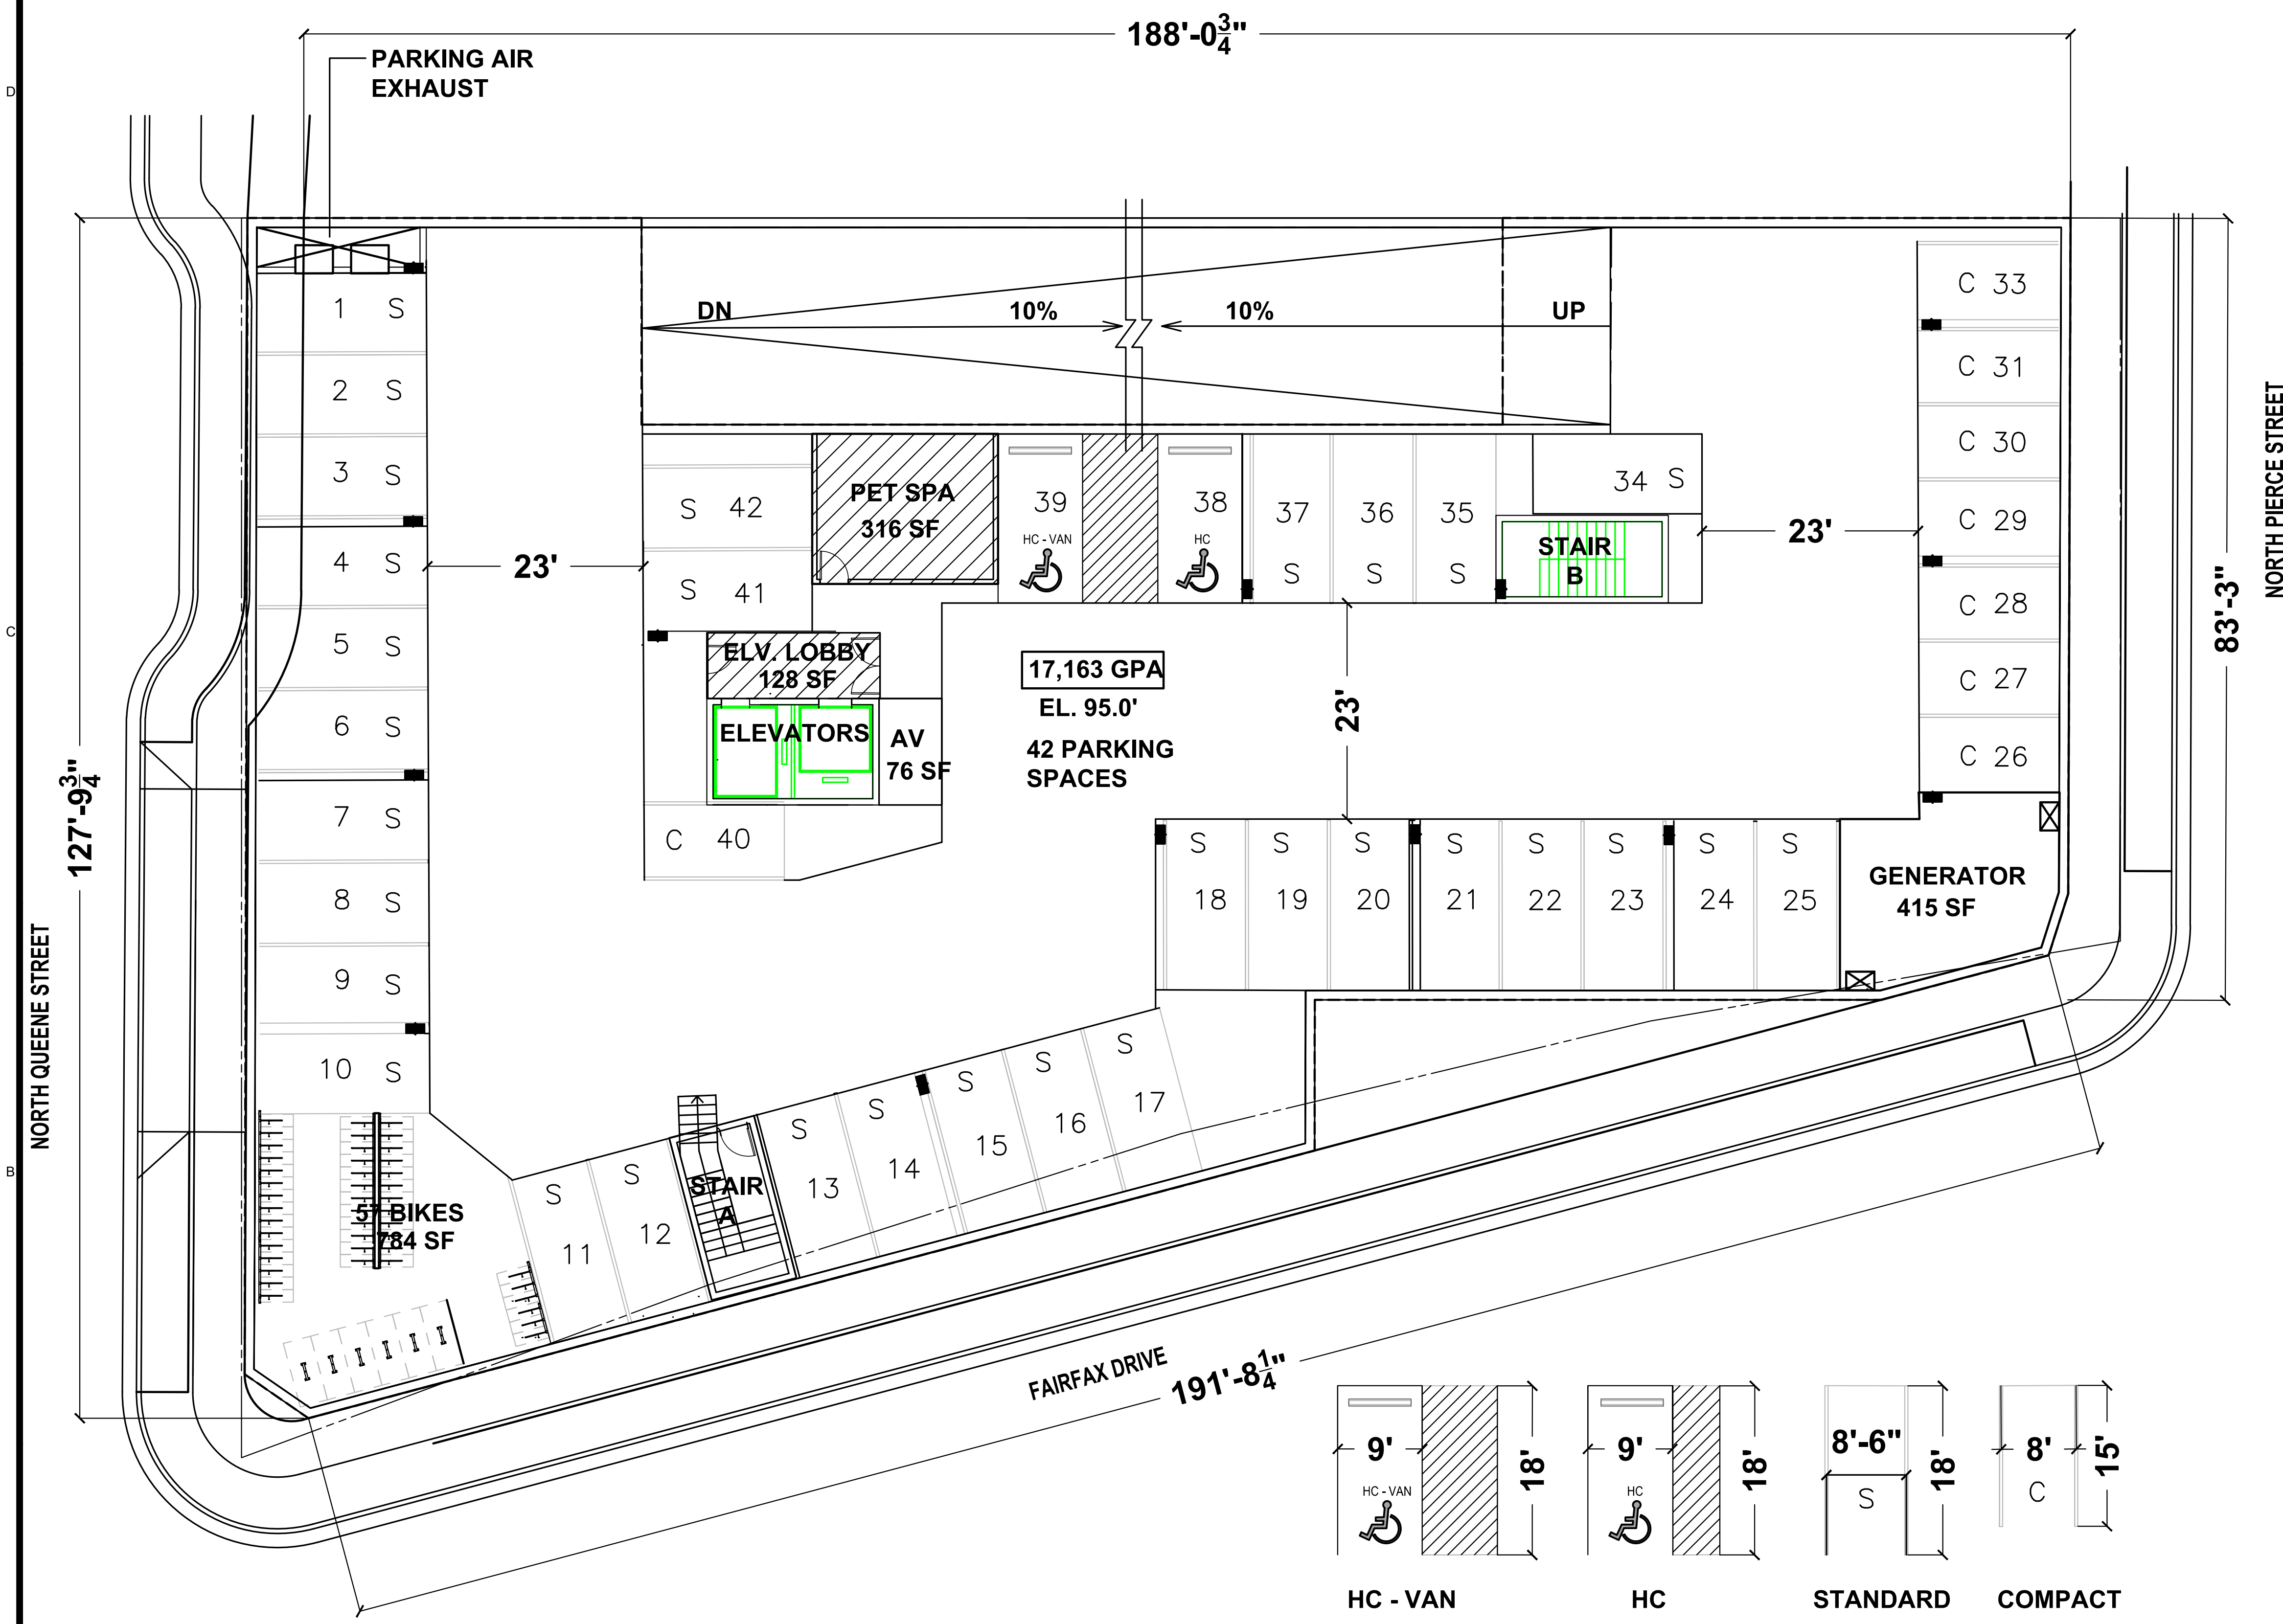 188'-0 3/4"
PARKING AIR
EXHAUST
D
C
B
DN
10%
10%
UP
1 S
2 S
3 S
4 S
5 S
6 S
7 S
8 S
9 S
10 S
23'
S 42
S 41
PET SPA
316 SF
39
HC - VAN
38
HC
37
S
36
S
35
S
34 S
STAIR
B
23'
C 33
C 31
C 30
C 29
C 28
C 27
C 26
NORTH PIERCE STREET
83'-3"
ELV. LOBBY
128 SF
ELEVATORS
AV
76 SF
C 40
17,163 GPA
EL. 95.0'
42 PARKING
SPACES
23'
127'-9 3/4"
NORTH QUEENE STREET
S
18
S
19
S
20
S
21
S
22
S
23
S
24
S
25
GENERATOR
415 SF
S
17
S
16
S
15
S
14
S
13
STAIR
A
S
12
S
11
57 BIKES
784 SF
FAIRFAX DRIVE
191'-8 1/4"
9'
HC - VAN
18'
HC - VAN
9'
HC
18'
HC
8'-6"
S
18'
STANDARD
8'
C
15'
COMPACT